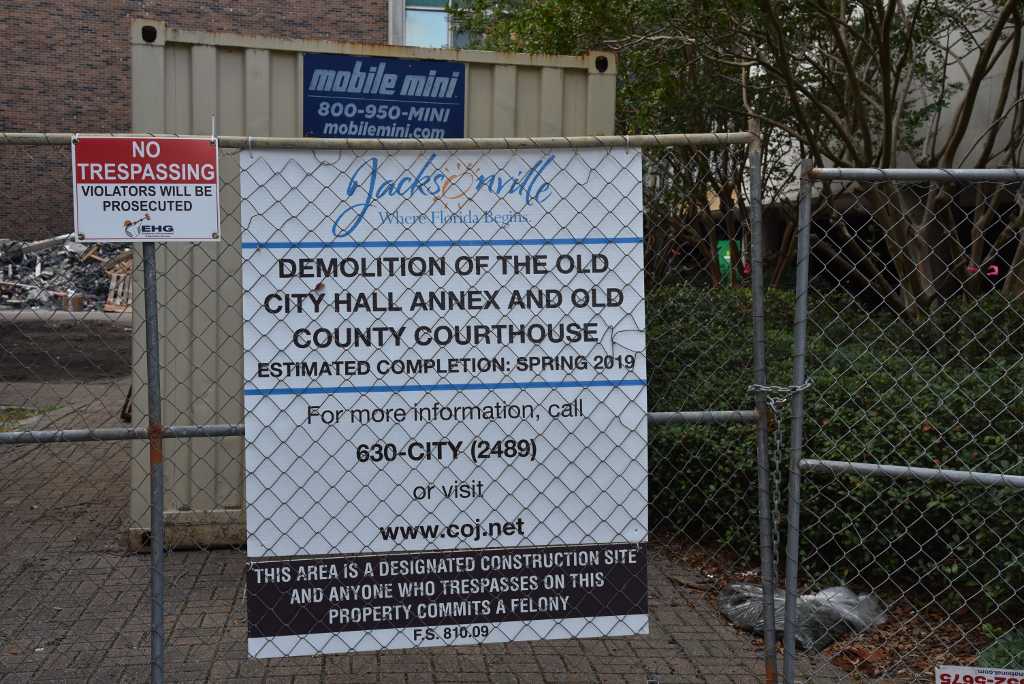 mobile mini
800-950-MINI
mobilemini.com
NO
TRESPASSING
VIOLATORS WILL BE
PROSECUTED
EHG
Jacksonville
Where Florida Begins.
DEMOLITION OF THE OLD
CITY HALL ANNEX AND OLD
COUNTY COURTHOUSE
ESTIMATED COMPLETION: SPRING 2019
For more information, call
630-CITY (2489)
or visit
www.coj.net
THIS AREA IS A DESIGNATED CONSTRUCTION SITE
AND ANYONE WHO TRESPASSES ON THIS
PROPERTY COMMITS A FELONY
F.S. 810.09